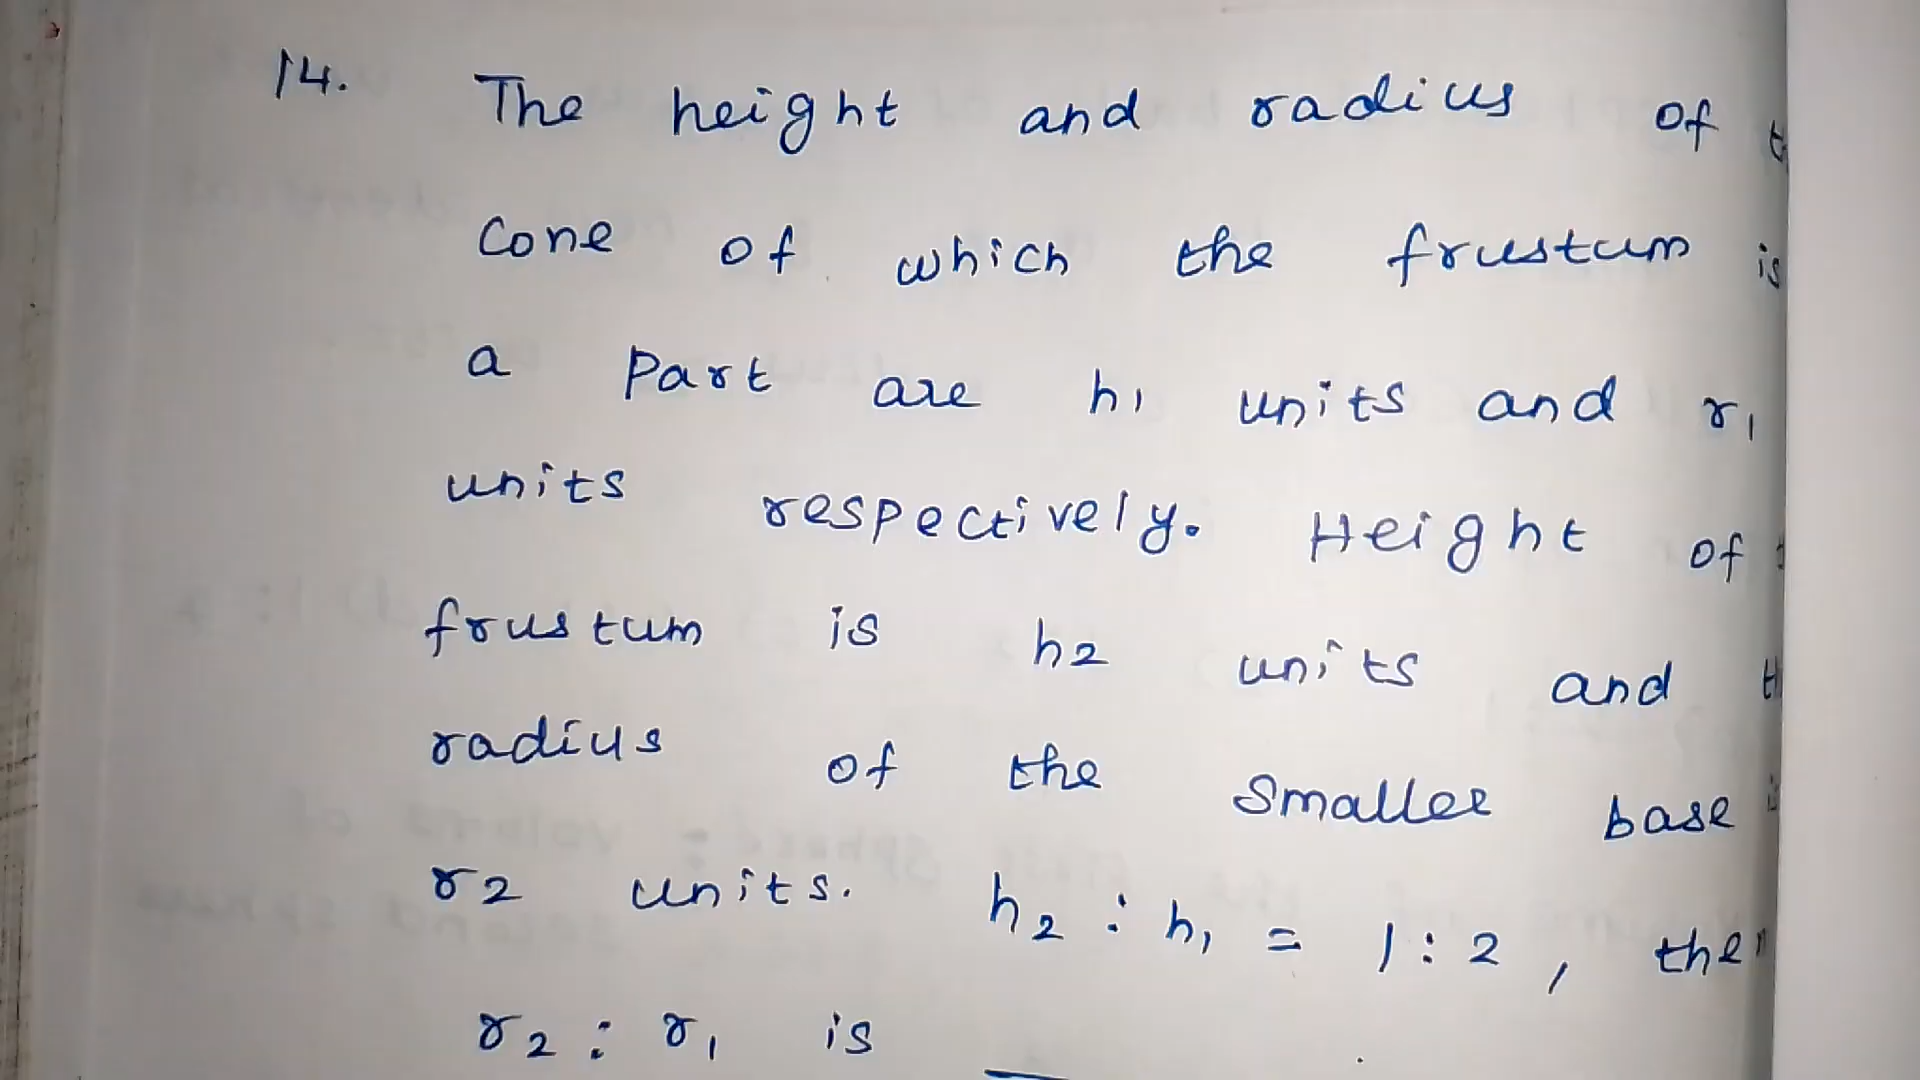 14. The height and radius of
Cone of which the frustum is
a part are h1 units and r1
units respectively. Height of
frustum is h2 units and
radius of the smaller base
r2 units. h2 : h1 = 1 : 2 , then
r2 : r1 is